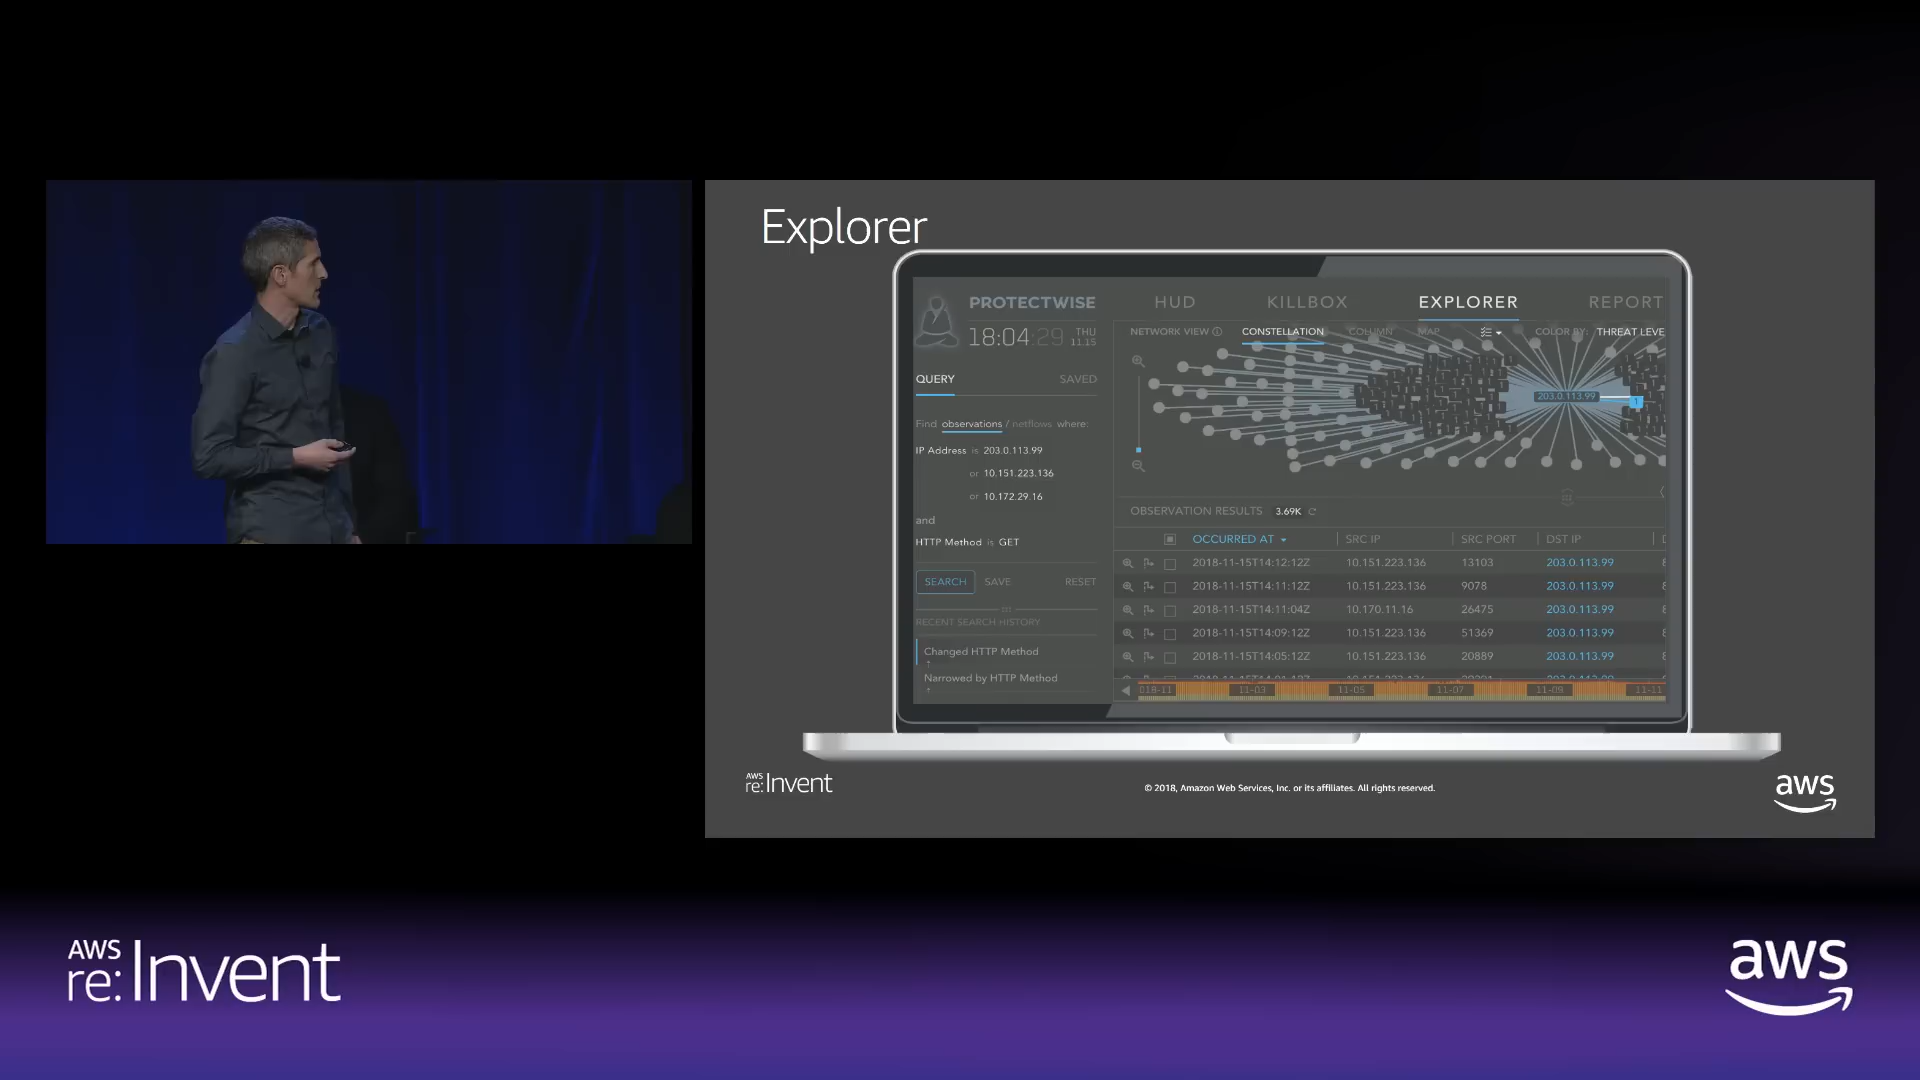 Explorer
PROTECTWISE
HUD
KILLBOX
EXPLORER
REPORT
18:04:29
THU
11.15
NETWORK VIEW
CONSTELLATION
COLUMN
MAP
COLOR BY:
THREAT LEVE
QUERY
SAVED
203.0.113.99
1
Find observations / netflows where:
IP Address is 203.0.113.99
or 10.151.223.136
or 10.172.29.16
and
HTTP Method is GET
SEARCH
SAVE
RESET
RECENT SEARCH HISTORY
Changed HTTP Method
Narrowed by HTTP Method
OBSERVATION RESULTS 3.69K
OCCURRED AT
SRC IP
SRC PORT
DST IP
2018-11-15T14:12:12Z 10.151.223.136 13103 203.0.113.99
2018-11-15T14:11:12Z 10.151.223.136 9078 203.0.113.99
2018-11-15T14:11:04Z 10.170.11.16 26475 203.0.113.99
2018-11-15T14:09:12Z 10.151.223.136 51369 203.0.113.99
2018-11-15T14:05:12Z 10.151.223.136 20889 203.0.113.99
018-11 11-03 11-05 11-07 11-09 11-11
AWS
re:Invent
© 2018, Amazon Web Services, Inc. or its affiliates. All rights reserved.
aws
AWS
re:Invent
aws